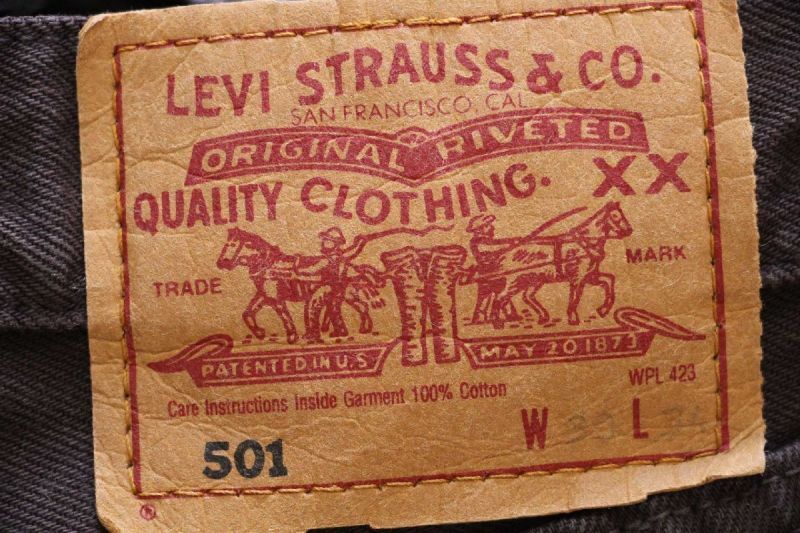 LEVI STRAUSS & CO.
SAN FRANCISCO, CAL.
ORIGINAL RIVETED
QUALITY CLOTHING. XX
TRADE MARK
PATENTED IN U.S. MAY 20 1873
WPL 423
Care Instructions Inside Garment 100% Cotton
501 W L
®